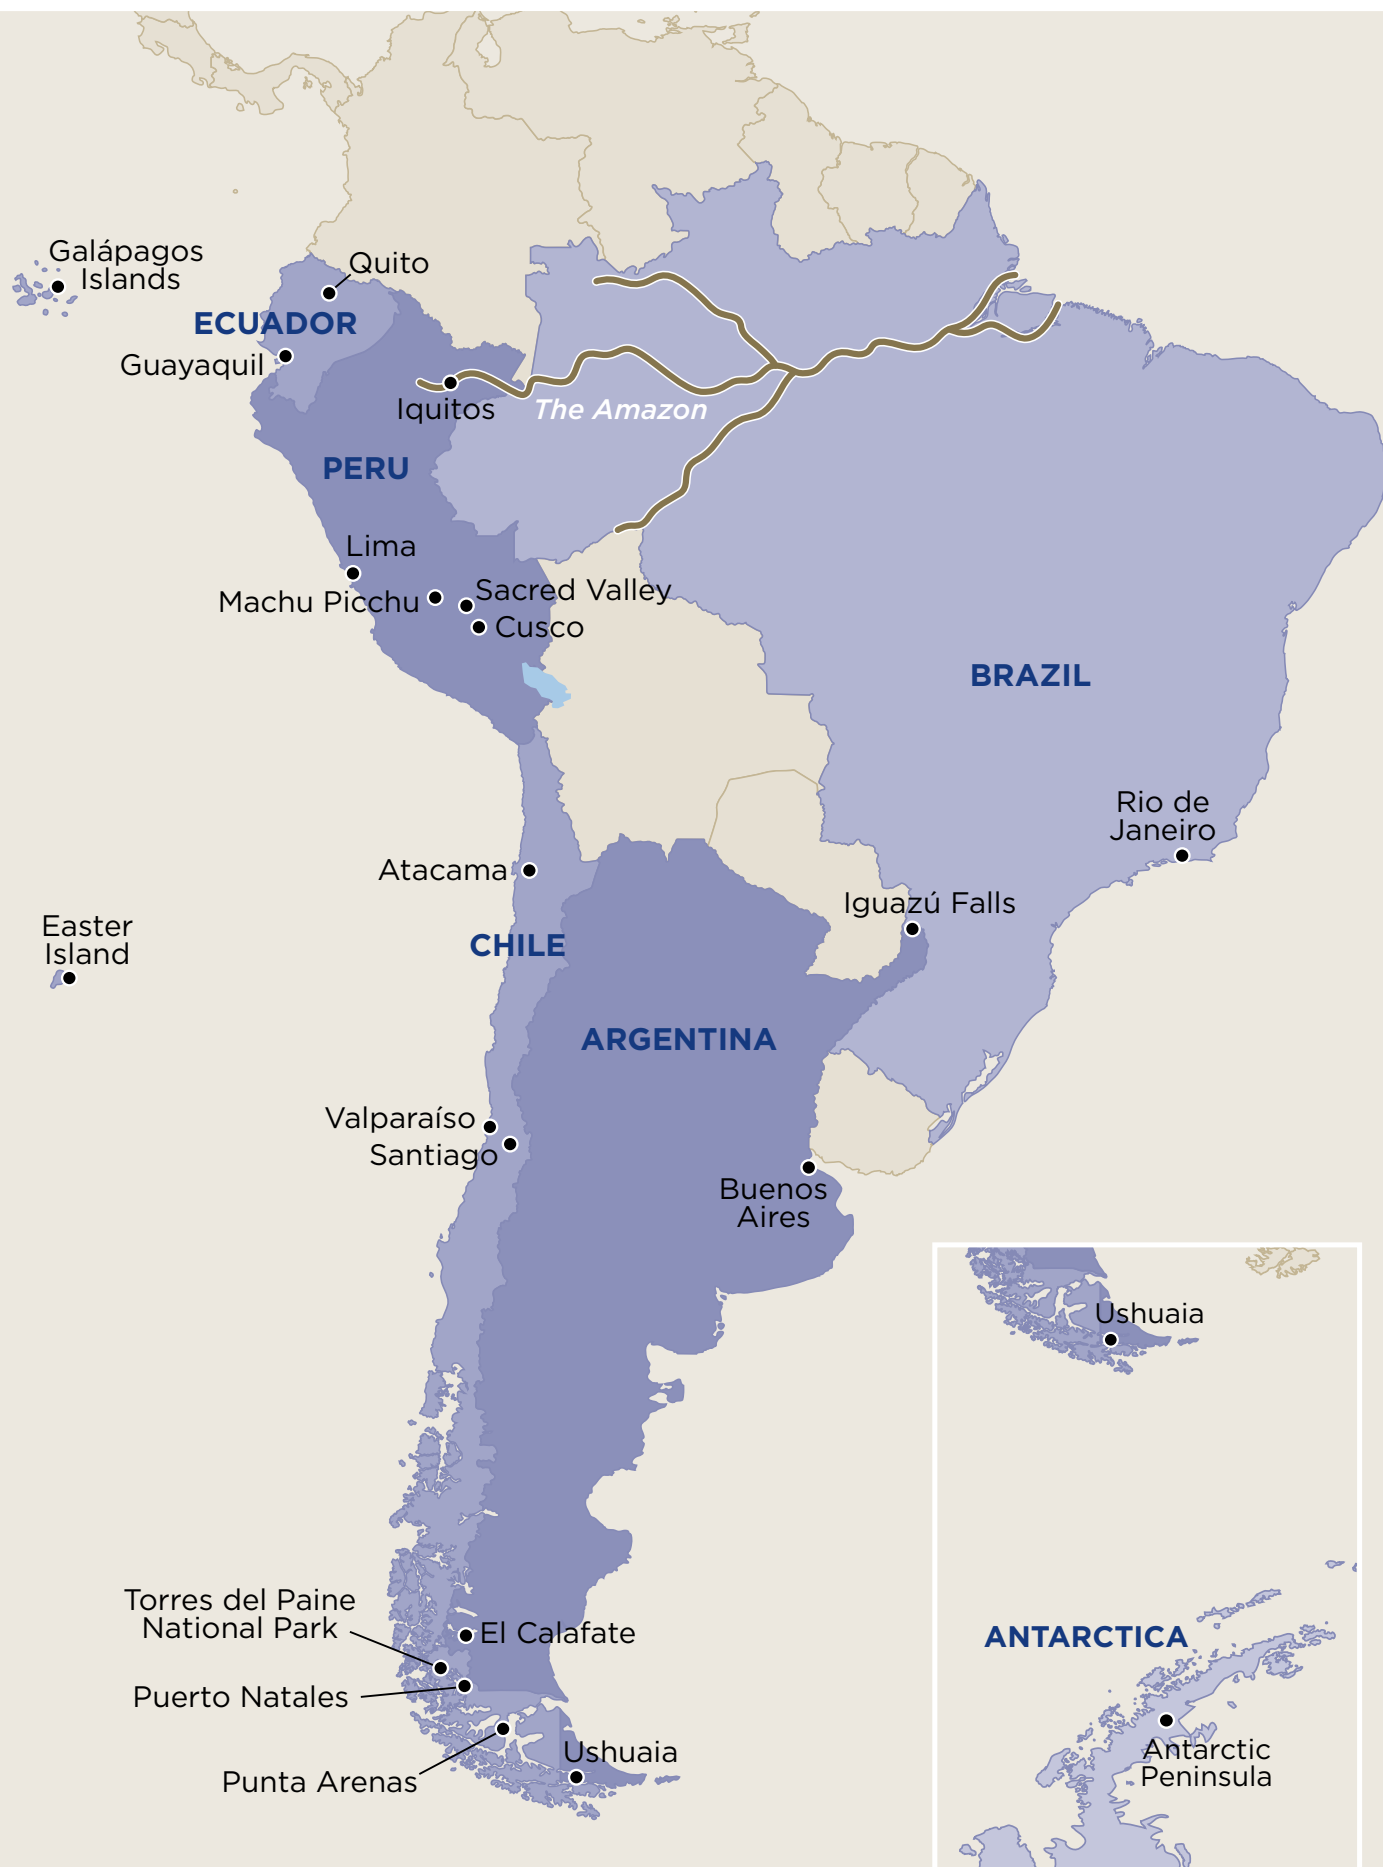 Galápagos
Islands
Quito
ECUADOR
Guayaquil
Iquitos
The Amazon
PERU
Lima
Machu Picchu
Sacred Valley
Cusco
BRAZIL
Rio de
Janeiro
Atacama
Iguazú Falls
Easter
Island
CHILE
ARGENTINA
Valparaíso
Santiago
Buenos
Aires
Ushuaia
Torres del Paine
National Park
El Calafate
ANTARCTICA
Puerto Natales
Ushuaia
Punta Arenas
Antarctic
Peninsula